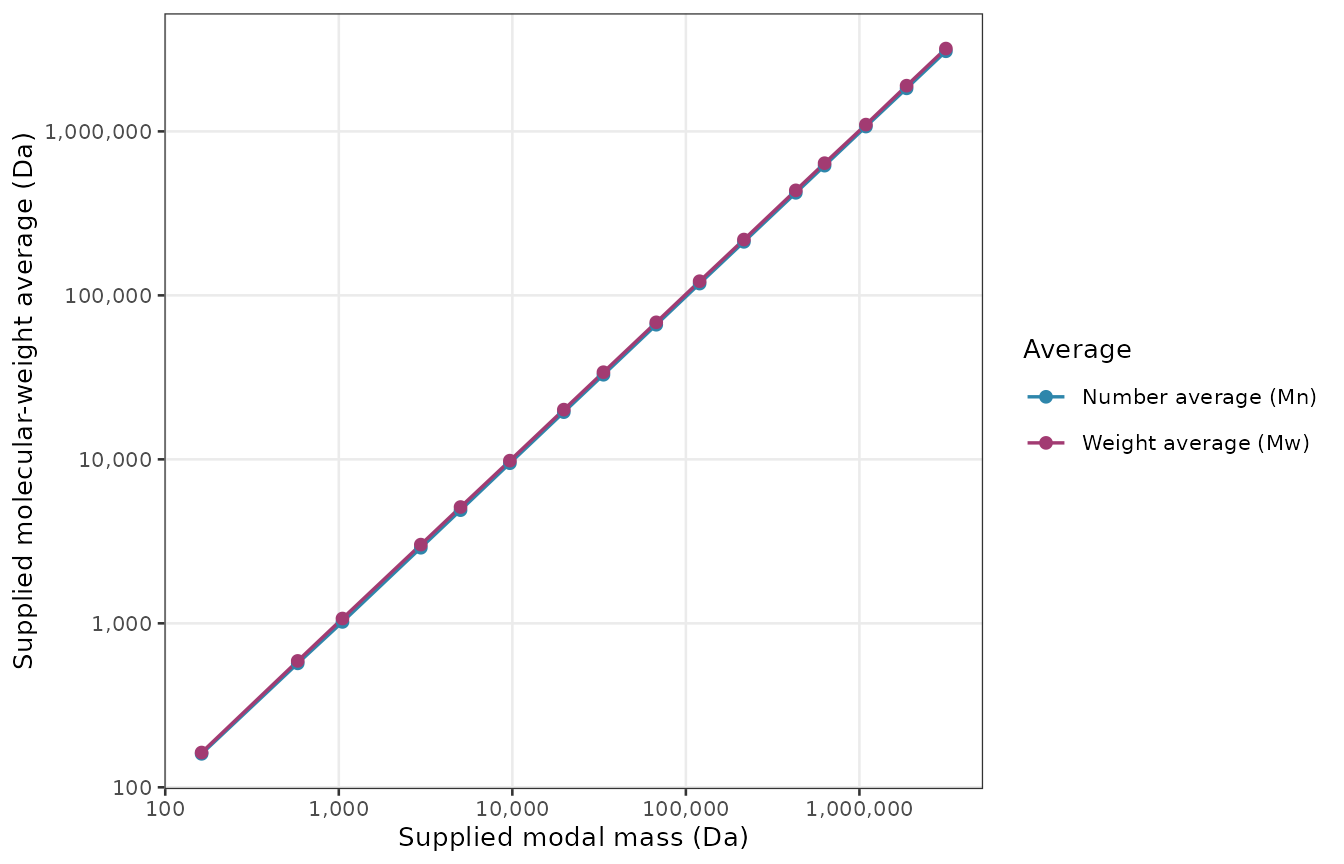 Supplied molecular-weight average (Da)
1,000,000
100,000
10,000
1,000
100
100
1,000
10,000
100,000
1,000,000
Supplied modal mass (Da)
Average
Number average (Mn)
Weight average (Mw)